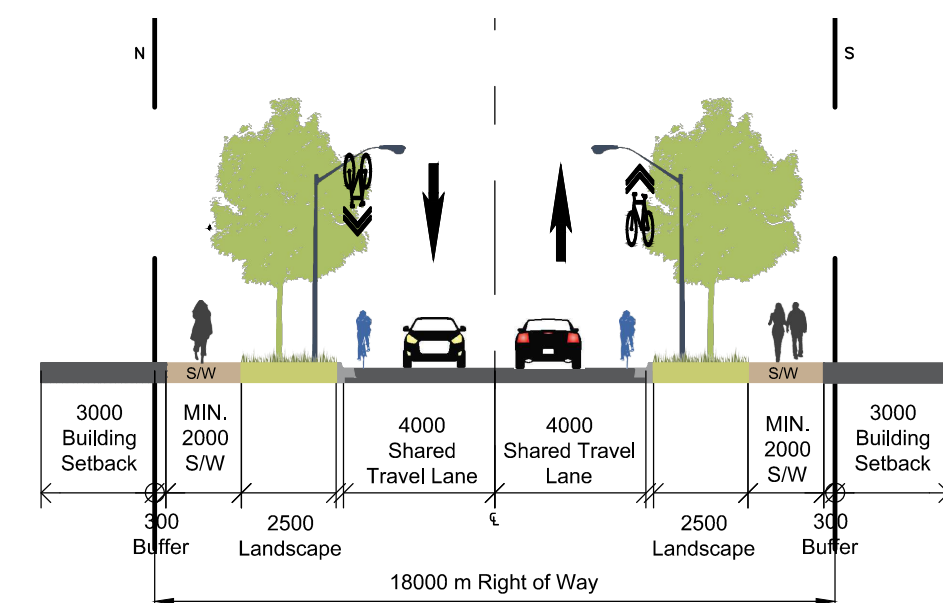 N
S
S/W
S/W
3000
Building
Setback
MIN.
2000
S/W
4000
Shared
Travel Lane
4000
Shared Travel
Lane
MIN.
2000
S/W
3000
Building
Setback
300
Buffer
2500
Landscape
℄
2500
Landscape
300
Buffer
18000 m Right of Way